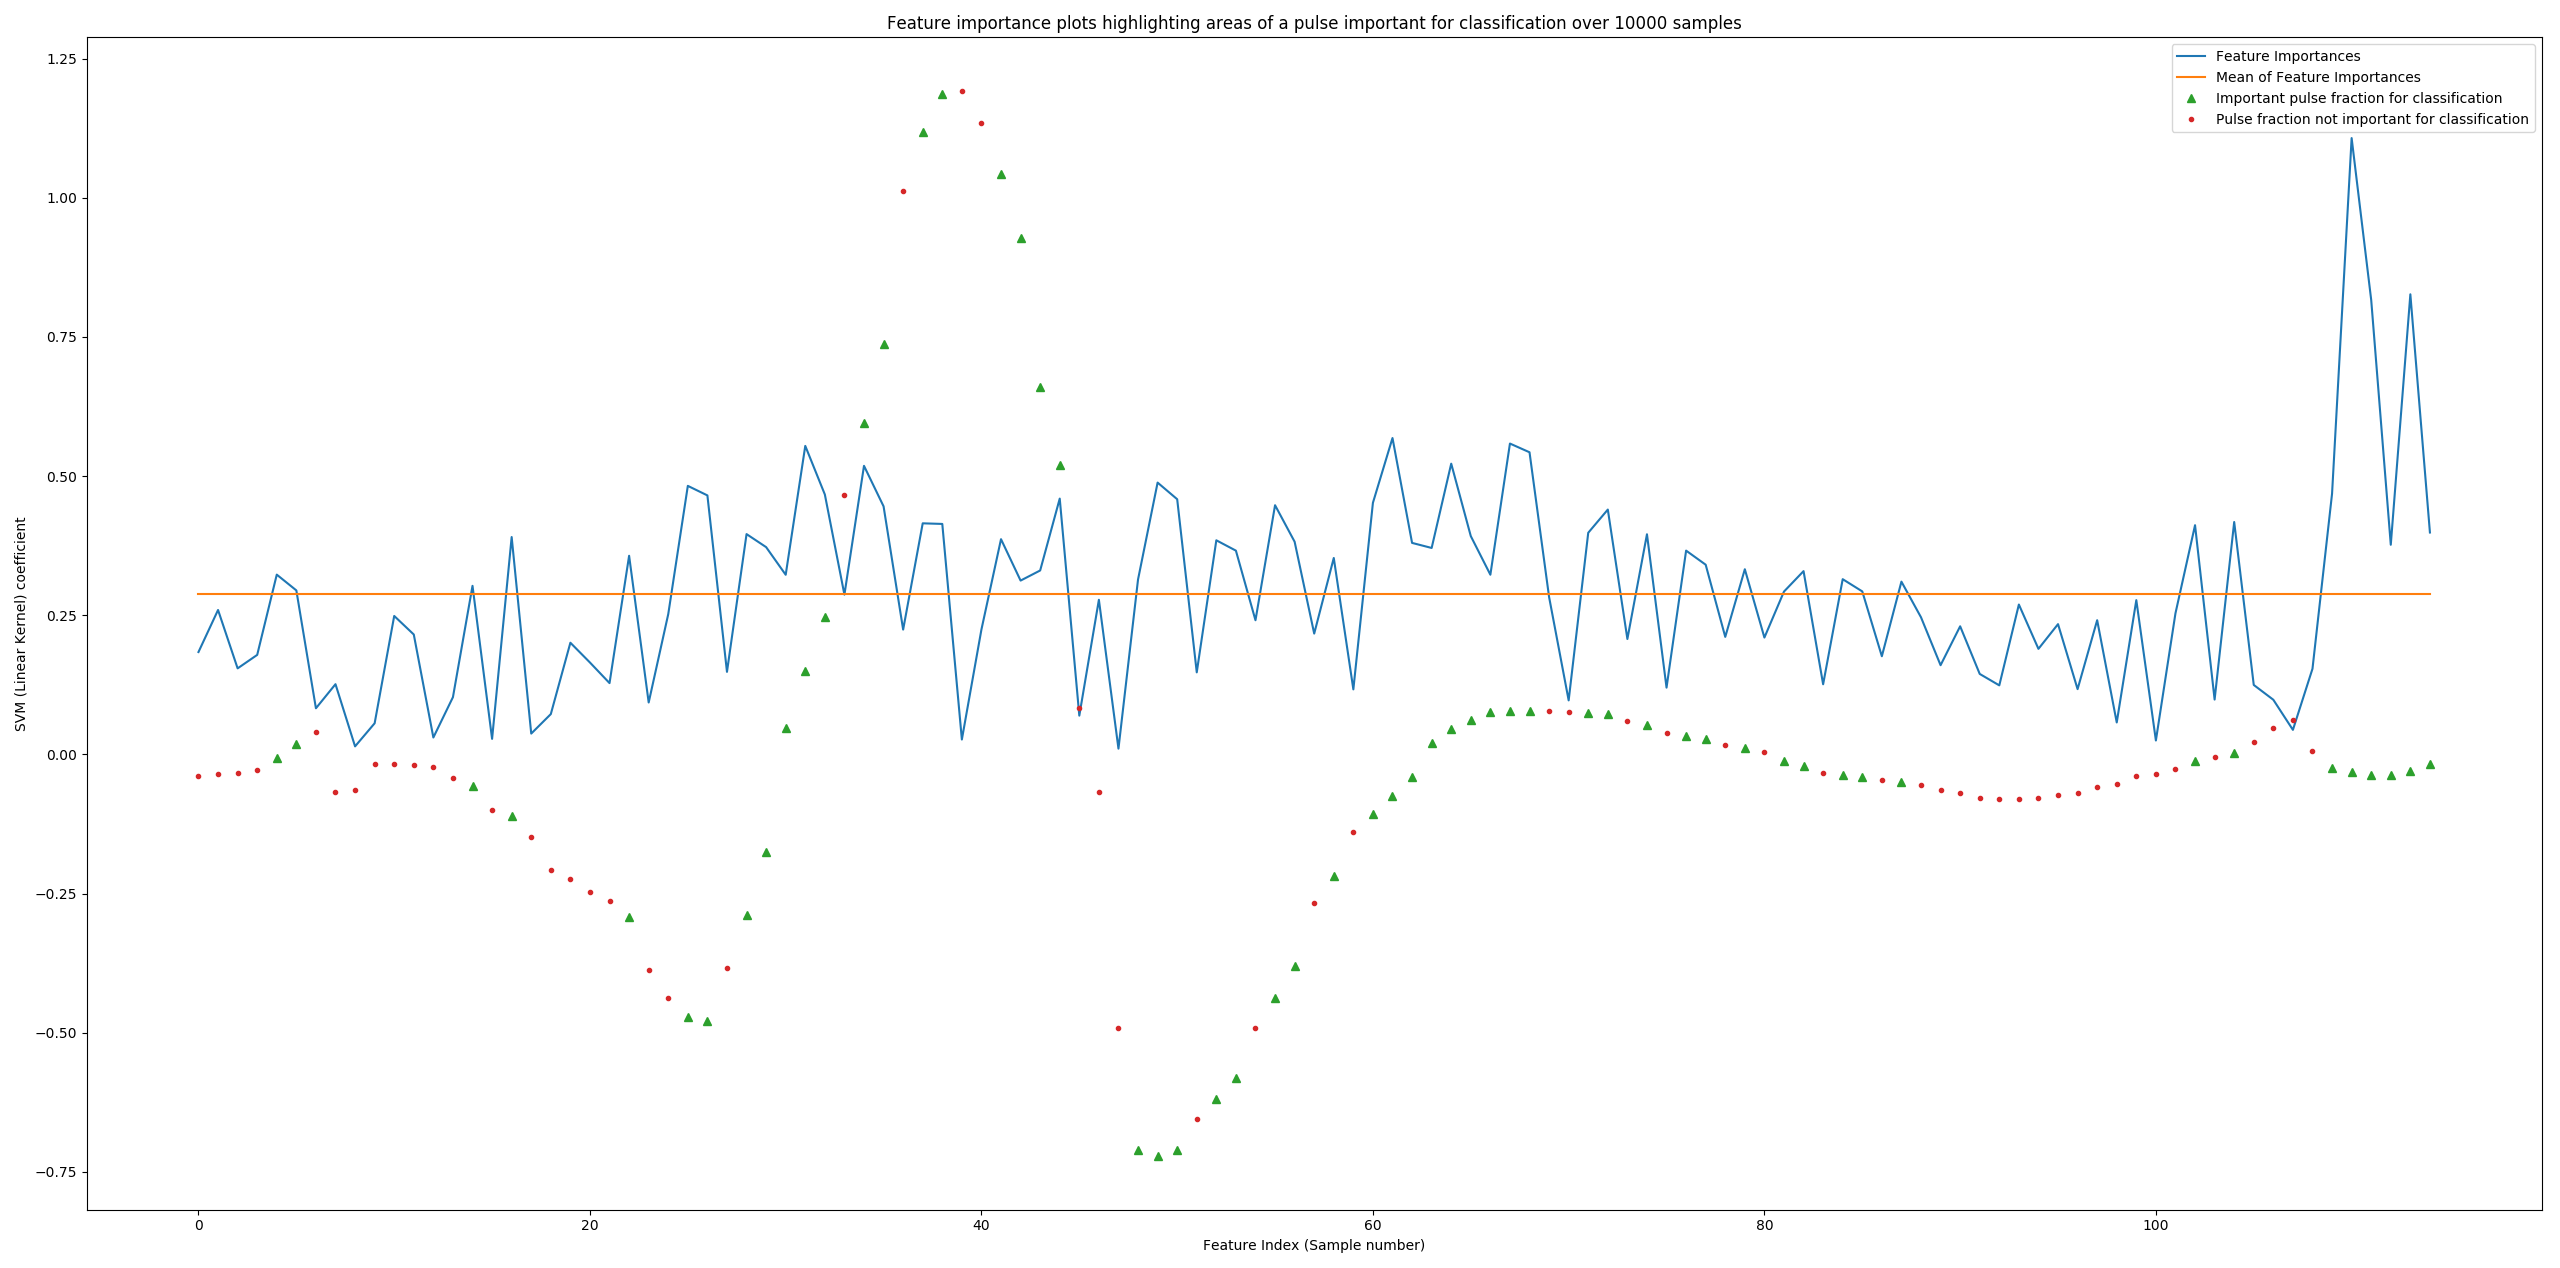 Feature importance plots highlighting areas of a pulse important for classification over 10000 samples
Feature Importances
Mean of Feature Importances
Important pulse fraction for classification
Pulse fraction not important for classification
1.25
1.00
0.75
0.50
0.25
0.00
−0.25
−0.50
−0.75
SVM (Linear Kernel) coefficient
0 20 40 60 80 100
Feature Index (Sample number)